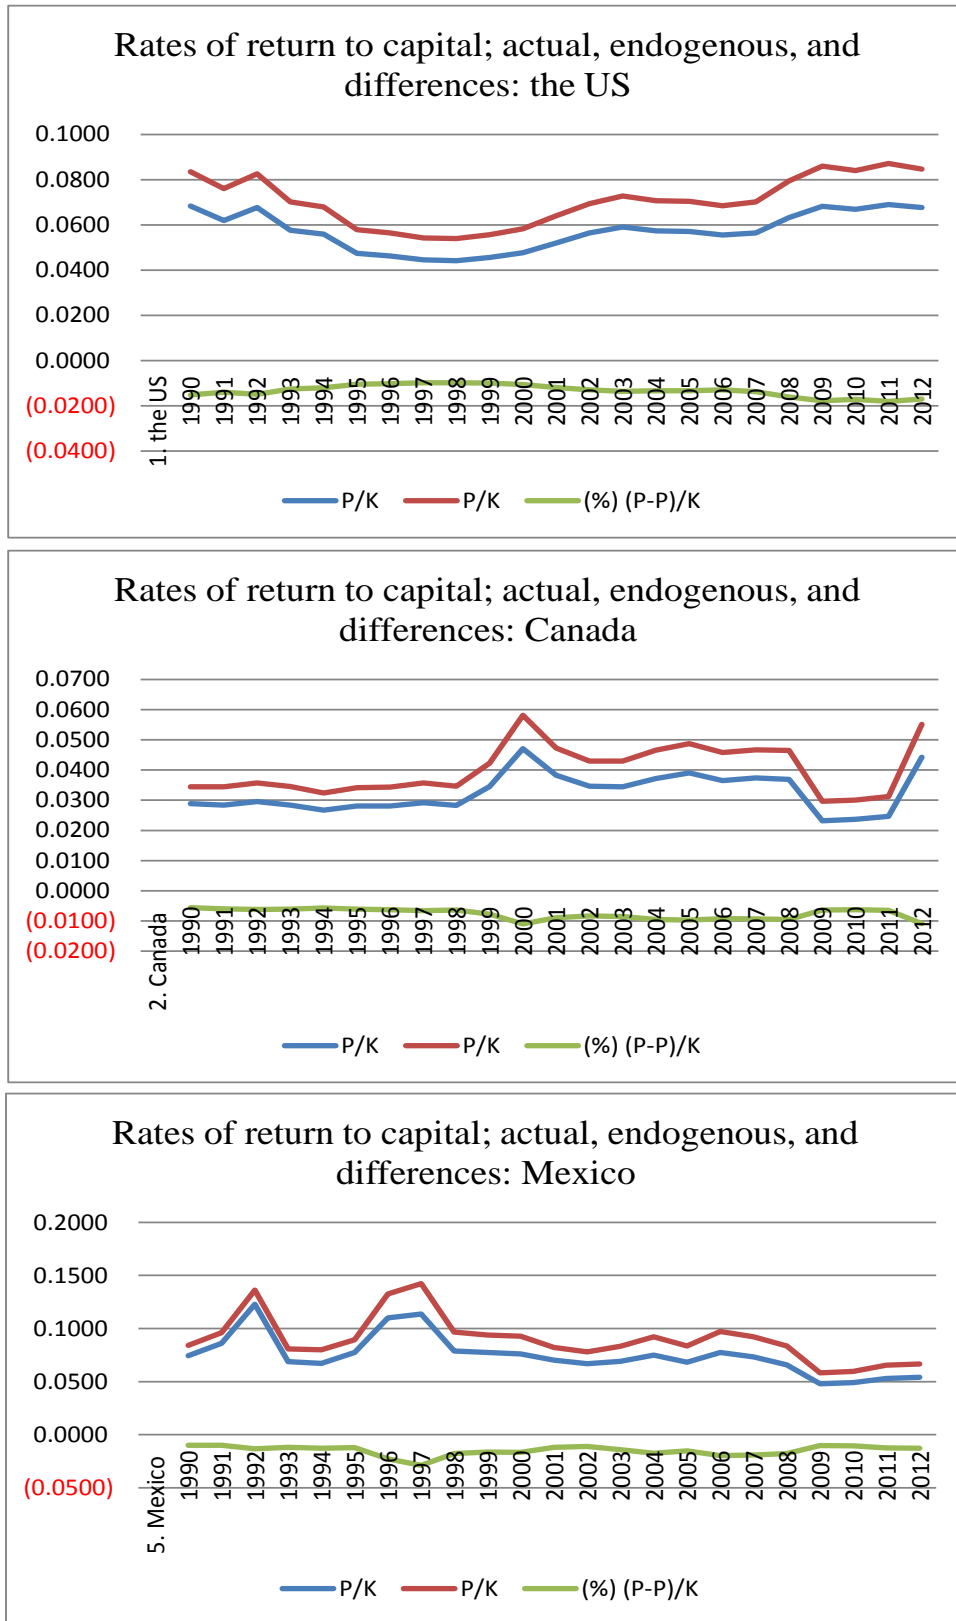 Rates of return to capital; actual, endogenous, and
differences: the US
0.1000
0.0800
0.0600
0.0400
0.0200
0.0000
(0.0200)
(0.0400)
1. the US 1990 1991 1992 1993 1994 1995 1996 1997 1998 1999 2000 2001 2002 2003 2004 2005 2006 2007 2008 2009 2010 2011 2012
P/K P/K (%) (P-P)/K
Rates of return to capital; actual, endogenous, and
differences: Canada
0.0700
0.0600
0.0500
0.0400
0.0300
0.0200
0.0100
0.0000
(0.0100)
(0.0200)
2. Canada 1990 1991 1992 1993 1994 1995 1996 1997 1998 1999 2000 2001 2002 2003 2004 2005 2006 2007 2008 2009 2010 2011 2012
P/K P/K (%) (P-P)/K
Rates of return to capital; actual, endogenous, and
differences: Mexico
0.2000
0.1500
0.1000
0.0500
0.0000
(0.0500)
5. Mexico 1990 1991 1992 1993 1994 1995 1996 1997 1998 1999 2000 2001 2002 2003 2004 2005 2006 2007 2008 2009 2010 2011 2012
P/K P/K (%) (P-P)/K